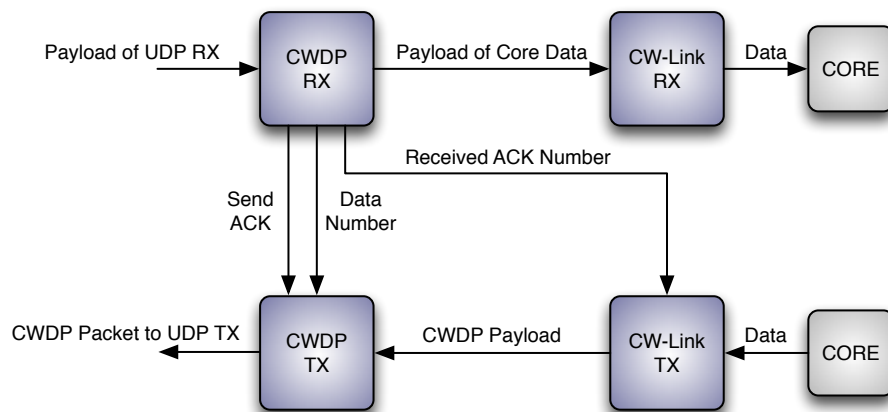 Payload of UDP RX
CWDP
RX
Payload of Core Data
CW-Link
RX
Data
CORE
Received ACK Number
Send
ACK
Data
Number
CWDP Packet to UDP TX
CWDP
TX
CWDP Payload
CW-Link
TX
Data
CORE